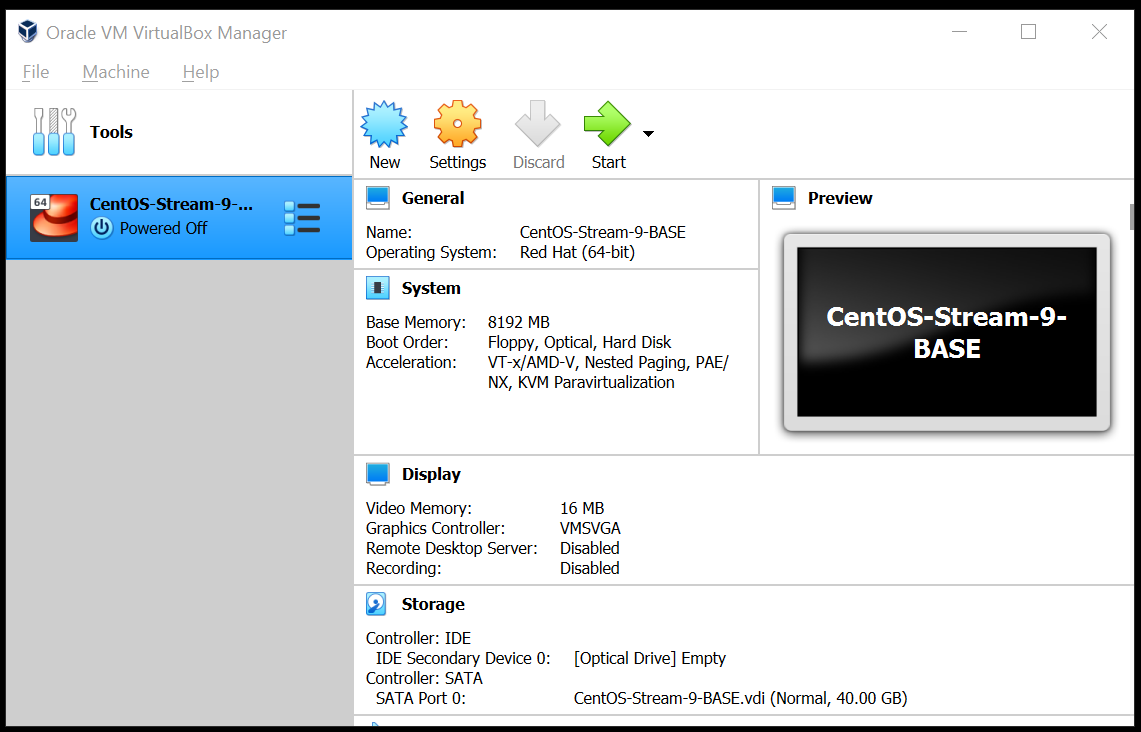 Oracle VM VirtualBox Manager
File Machine Help
Tools
New Settings Discard Start
64
CentOS-Stream-9-...
Powered Off
General
Name: CentOS-Stream-9-BASE
Operating System: Red Hat (64-bit)
System
Base Memory: 8192 MB
Boot Order: Floppy, Optical, Hard Disk
Acceleration: VT-x/AMD-V, Nested Paging, PAE/
NX, KVM Paravirtualization
Preview
CentOS-Stream-9-
BASE
Display
Video Memory: 16 MB
Graphics Controller: VMSVGA
Remote Desktop Server: Disabled
Recording: Disabled
Storage
Controller: IDE
IDE Secondary Device 0: [Optical Drive] Empty
Controller: SATA
SATA Port 0: CentOS-Stream-9-BASE.vdi (Normal, 40.00 GB)